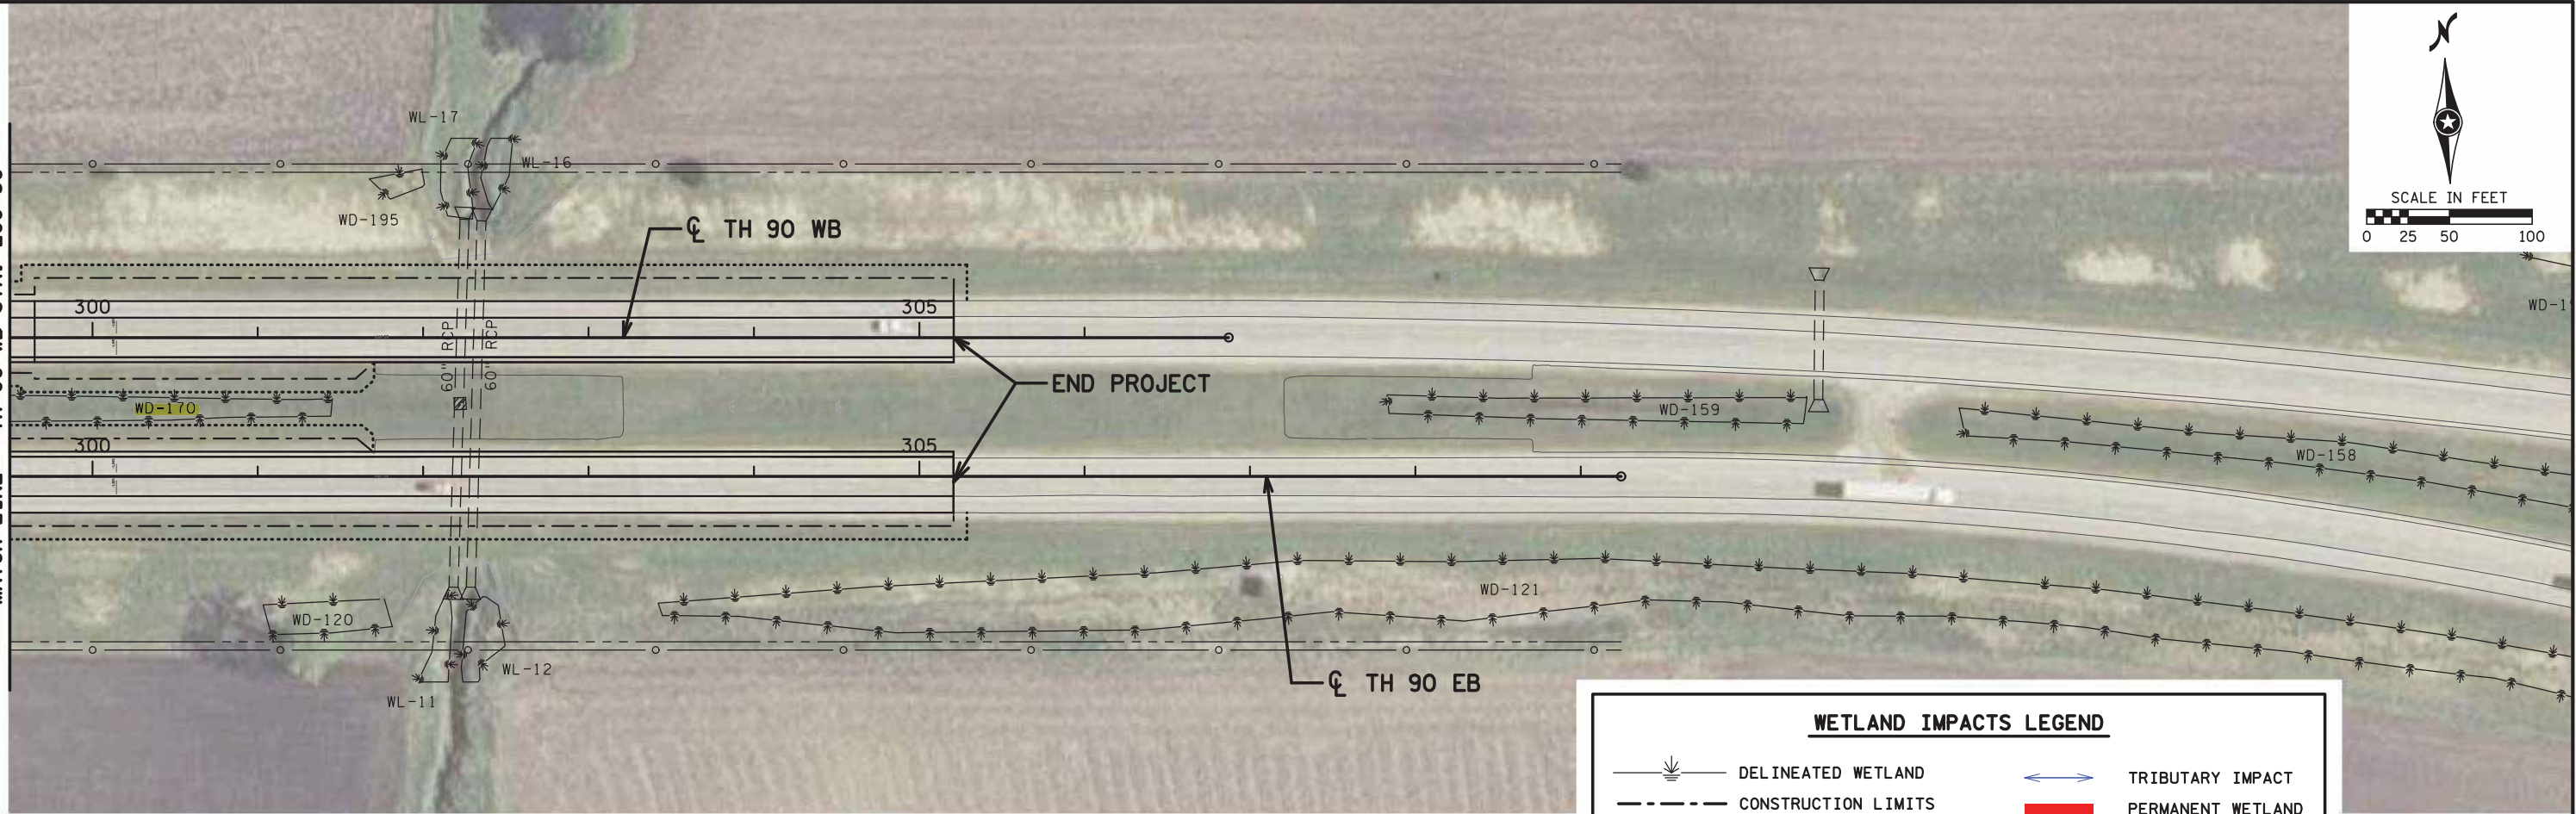 N
SCALE IN FEET
0 25 50 100
WL-17
WL-16
WD-195
℄ TH 90 WB
300
305
60" RCP
60" RCP
END PROJECT
WD-170
WD-159
WD-1
300
305
WD-158
WD-121
WD-120
WL-12
WL-11
℄ TH 90 EB
WETLAND IMPACTS LEGEND
DELINEATED WETLAND
TRIBUTARY IMPACT
CONSTRUCTION LIMITS
PERMANENT WETLAND